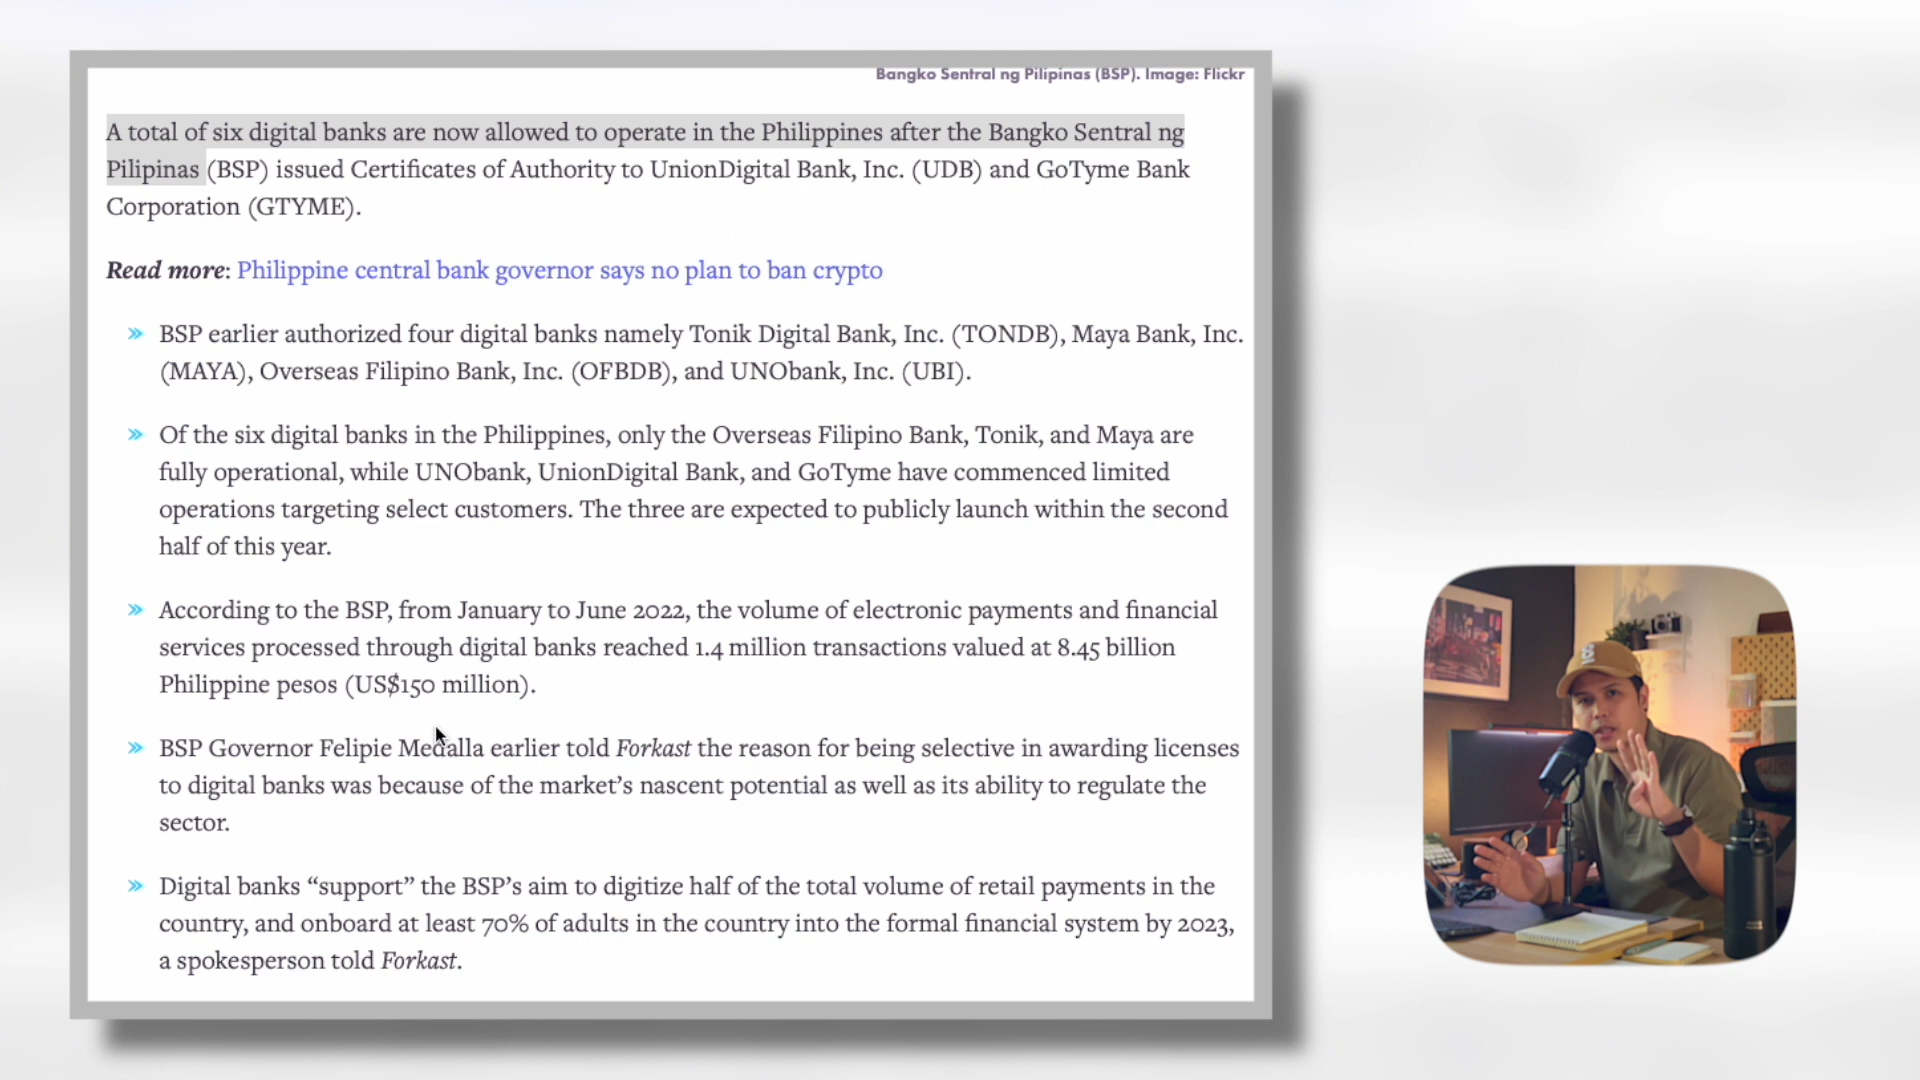 Bangko Sentral ng Pilipinas (BSP). Image: Flickr
A total of six digital banks are now allowed to operate in the Philippines after the Bangko Sentral ng
Pilipinas (BSP) issued Certificates of Authority to UnionDigital Bank, Inc. (UDB) and GoTyme Bank
Corporation (GTYME).
Read more: Philippine central bank governor says no plan to ban crypto
» BSP earlier authorized four digital banks namely Tonik Digital Bank, Inc. (TONDB), Maya Bank, Inc.
(MAYA), Overseas Filipino Bank, Inc. (OFBDB), and UNObank, Inc. (UBI).
» Of the six digital banks in the Philippines, only the Overseas Filipino Bank, Tonik, and Maya are
fully operational, while UNObank, UnionDigital Bank, and GoTyme have commenced limited
operations targeting select customers. The three are expected to publicly launch within the second
half of this year.
» According to the BSP, from January to June 2022, the volume of electronic payments and financial
services processed through digital banks reached 1.4 million transactions valued at 8.45 billion
Philippine pesos (US$150 million).
» BSP Governor Felipie Medalla earlier told Forkast the reason for being selective in awarding licenses
to digital banks was because of the market’s nascent potential as well as its ability to regulate the
sector.
» Digital banks “support” the BSP’s aim to digitize half of the total volume of retail payments in the
country, and onboard at least 70% of adults in the country into the formal financial system by 2023,
a spokesperson told Forkast.